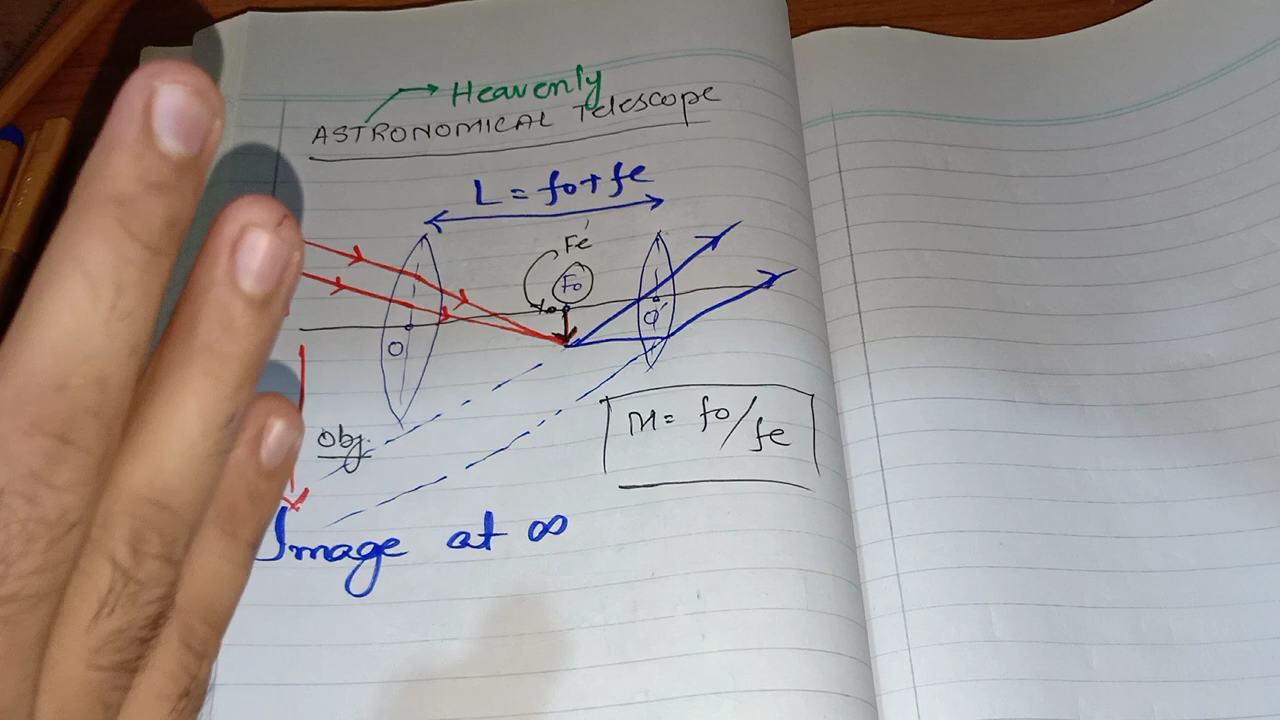 Heavenly
ASTRONOMICAL Telescope
L = fo + fe
Fe'
Fo
O
O'
Obj.
M = fo/fe
Image at ∞